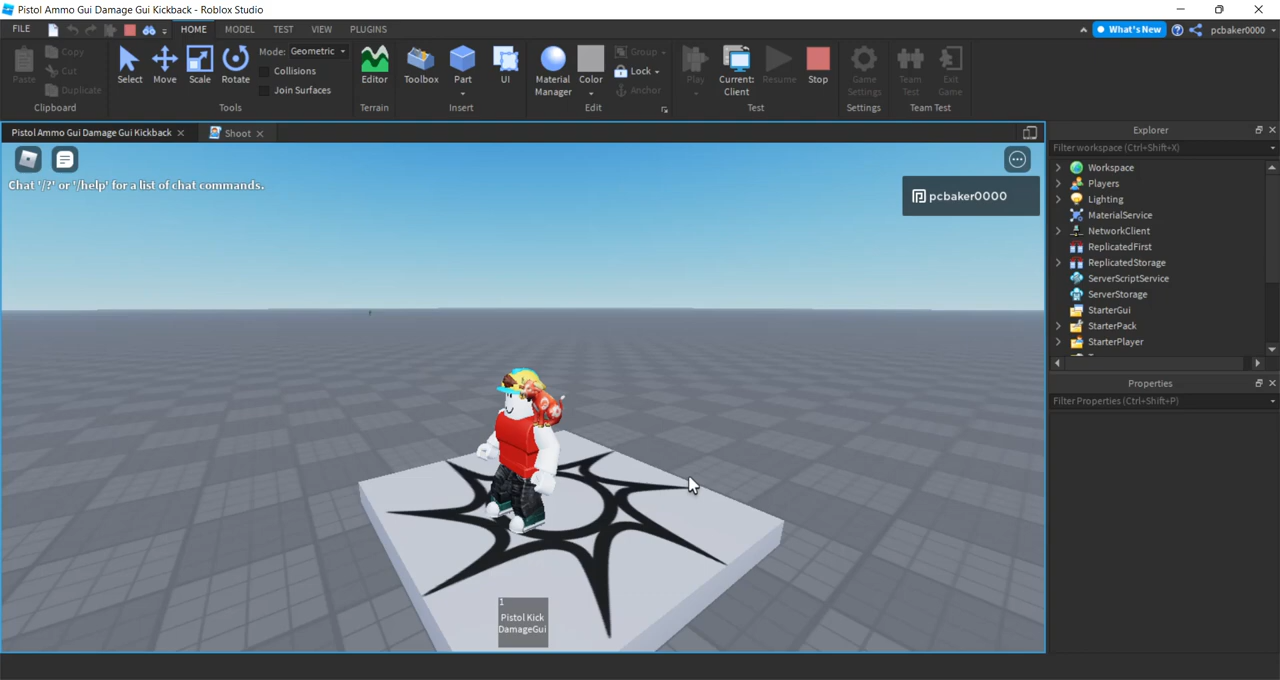 Pistol Ammo Gui Damage Gui Kickback - Roblox Studio
FILE HOME MODEL TEST VIEW PLUGINS What's New pcbaker0000
Paste Copy Cut Duplicate
Clipboard
Select Move Scale Rotate
Mode: Geometric
Collisions
Join Surfaces
Tools
Editor
Terrain
Toolbox Part UI
Insert
Material Manager Color
Group
Lock
Anchor
Edit
Play Current: Client Resume Stop
Test
Game Settings
Settings
Team Test Exit Game
Team Test
Pistol Ammo Gui Damage Gui Kickback Shoot
Chat '/?' or '/help' for a list of chat commands.
pcbaker0000
1
Pistol Kick
DamageGui
Explorer
Filter workspace (Ctrl+Shift+X)
Workspace
Players
Lighting
MaterialService
NetworkClient
ReplicatedFirst
ReplicatedStorage
ServerScriptService
ServerStorage
StarterGui
StarterPack
StarterPlayer
Properties
Filter Properties (Ctrl+Shift+P)